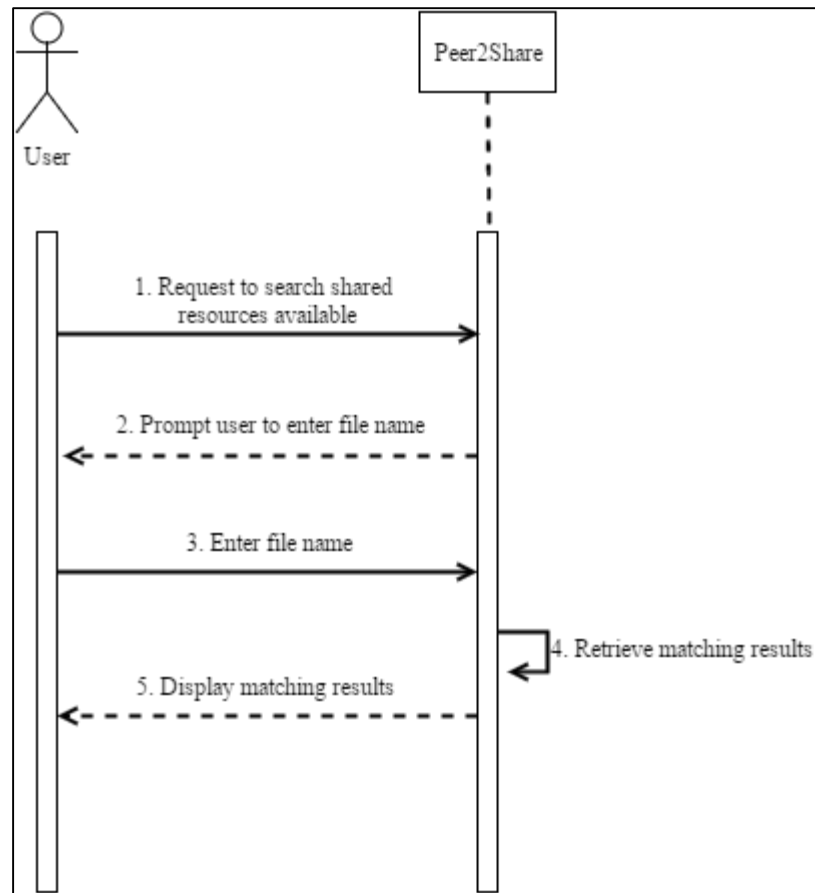 Peer2Share
User
1. Request to search shared
resources available
2. Prompt user to enter file name
3. Enter file name
4. Retrieve matching results
5. Display matching results